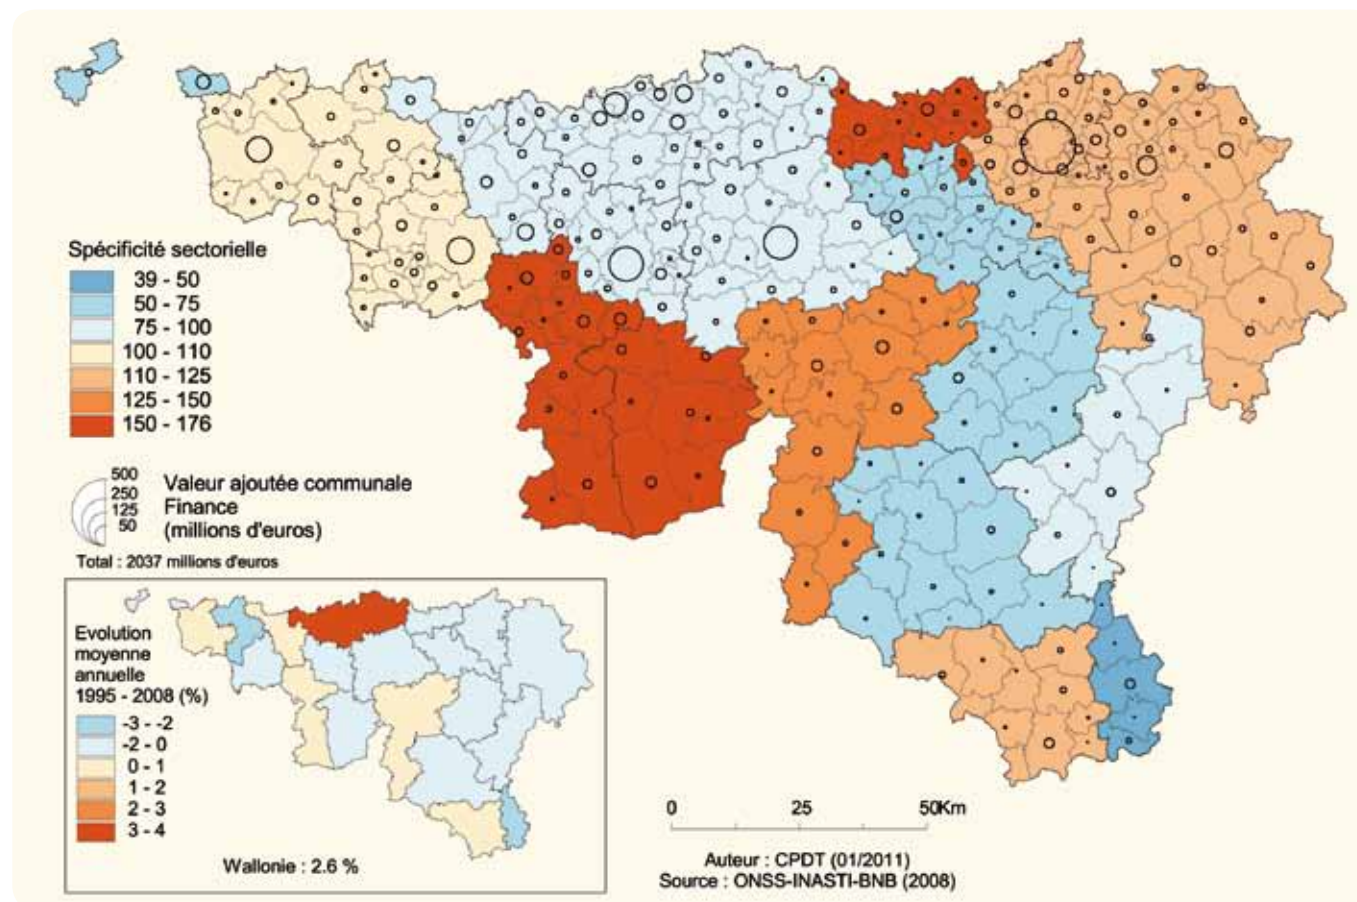 Spécificité sectorielle
39 - 50
50 - 75
75 - 100
100 - 110
110 - 125
125 - 150
150 - 176
500
250
125
50
Valeur ajoutée communale
Finance
(millions d'euros)
Total : 2037 millions d'euros
Evolution
moyenne
annuelle
1995 - 2008 (%)
-3 - -2
-2 - 0
0 - 1
1 - 2
2 - 3
3 - 4
Wallonie : 2.6 %
0 25 50Km
Auteur : CPDT (01/2011)
Source : ONSS-INASTI-BNB (2008)